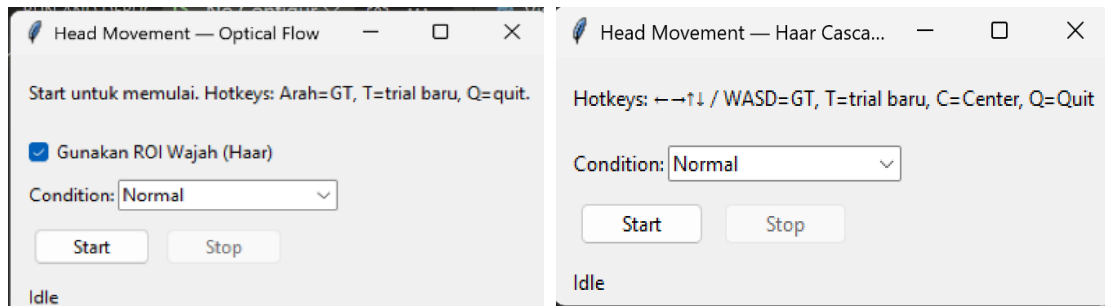 Head Movement — Optical Flow
Start untuk memulai. Hotkeys: Arah=GT, T=trial baru, Q=quit.
Gunakan ROI Wajah (Haar)
Condition: Normal
Start Stop
Idle
Head Movement — Haar Casca...
Hotkeys: ←→↑↓ / WASD=GT, T=trial baru, C=Center, Q=Quit
Condition: Normal
Start Stop
Idle